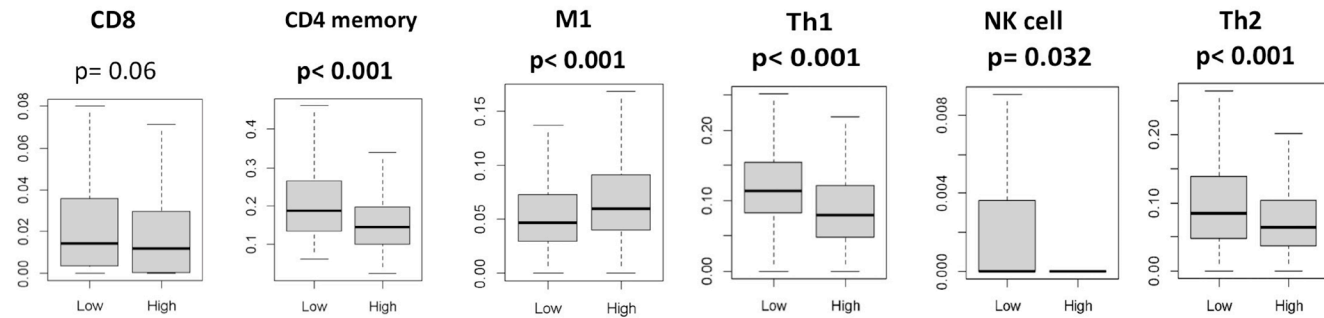 CD8
p= 0.06
0.08
0.06
0.04
0.02
0.00
Low High
CD4 memory
p< 0.001
0.4
0.3
0.2
0.1
Low High
M1
p< 0.001
0.15
0.10
0.05
0.00
Low High
Th1
p< 0.001
0.20
0.10
0.00
Low High
NK cell
p= 0.032
0.008
0.004
0.000
Low High
Th2
p< 0.001
0.20
0.10
0.00
Low High